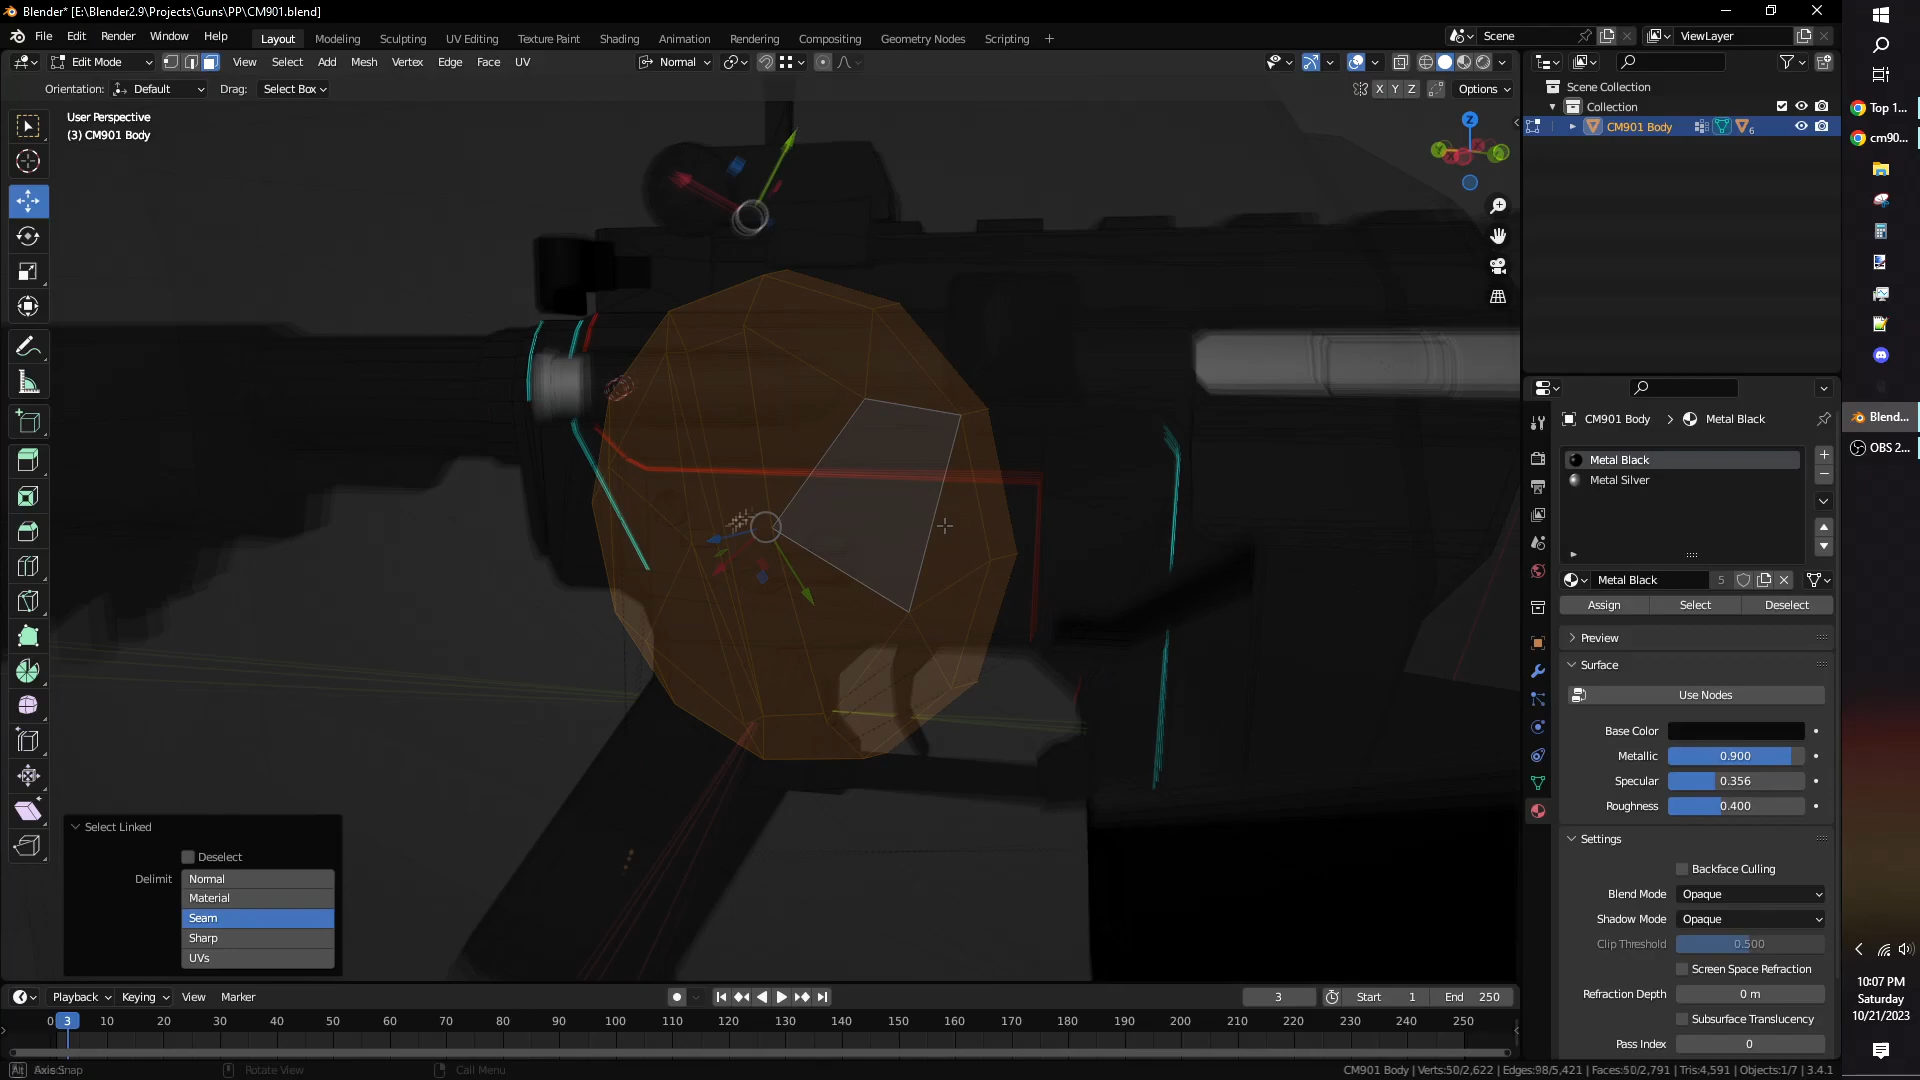 Blender* [E:\Blender2.9\Projects\Guns\PP\CM901.blend]
File Edit Render Window Help
Layout Modeling Sculpting UV Editing Texture Paint Shading Animation Rendering Compositing Geometry Nodes Scripting
Scene
ViewLayer
Edit Mode
View Select Add Mesh Vertex Edge Face UV
Normal
Orientation: Default Drag: Select Box
X Y Z Options
User Perspective
(3) CM901 Body
Z
Y
X
Scene Collection
Collection
CM901 Body 6
Top 1...
cm90...
Blend...
OBS 2...
CM901 Body > Metal Black
Metal Black
Metal Silver
Metal Black 5
Assign Select Deselect
Preview
Surface
Use Nodes
Base Color
Metallic 0.900
Specular 0.356
Roughness 0.400
Settings
Backface Culling
Blend Mode Opaque
Shadow Mode Opaque
Clip Threshold 0.500
Screen Space Refraction
Refraction Depth 0 m
Subsurface Translucency
Pass Index 0
Select Linked
Deselect
Delimit Normal
Material
Seam
Sharp
UVs
Playback Keying View Marker
3 Start 1 End 250
0 3 10 20 30 40 50 60 70 80 90 100 110 120 130 140 150 160 170 180 190 200 210 220 230 240 250
Rotate View
Call Menu
CM901 Body | Verts:50/2,622 | Edges:98/5,421 | Faces:50/2,791 | Tris:4,591 | Objects:1/7 | 3.4.1
10:07 PM
Saturday
10/21/2023